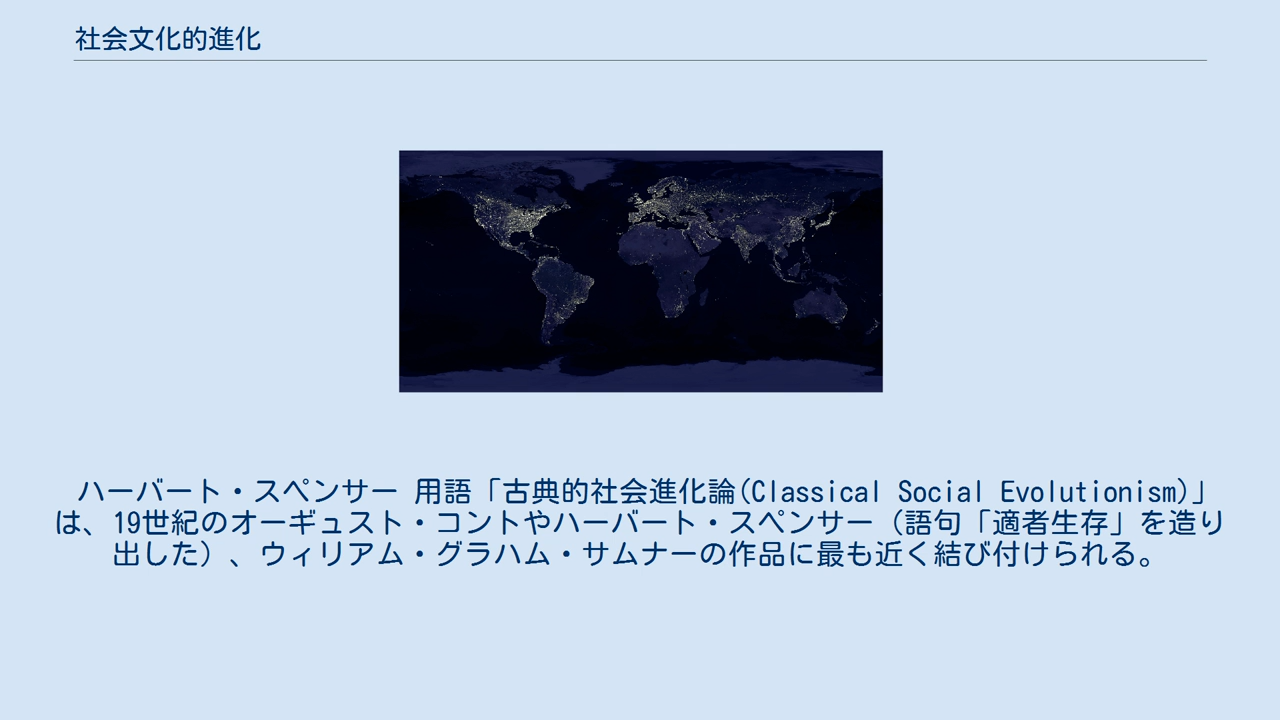 社会文化的進化
ハーバート・スペンサー 用語「古典的社会進化論(Classical Social Evolutionism)」
は、19世紀のオーギュスト・コントやハーバート・スペンサー（語句「適者生存」を造り
出した）、ウィリアム・グラハム・サムナーの作品に最も近く結び付けられる。